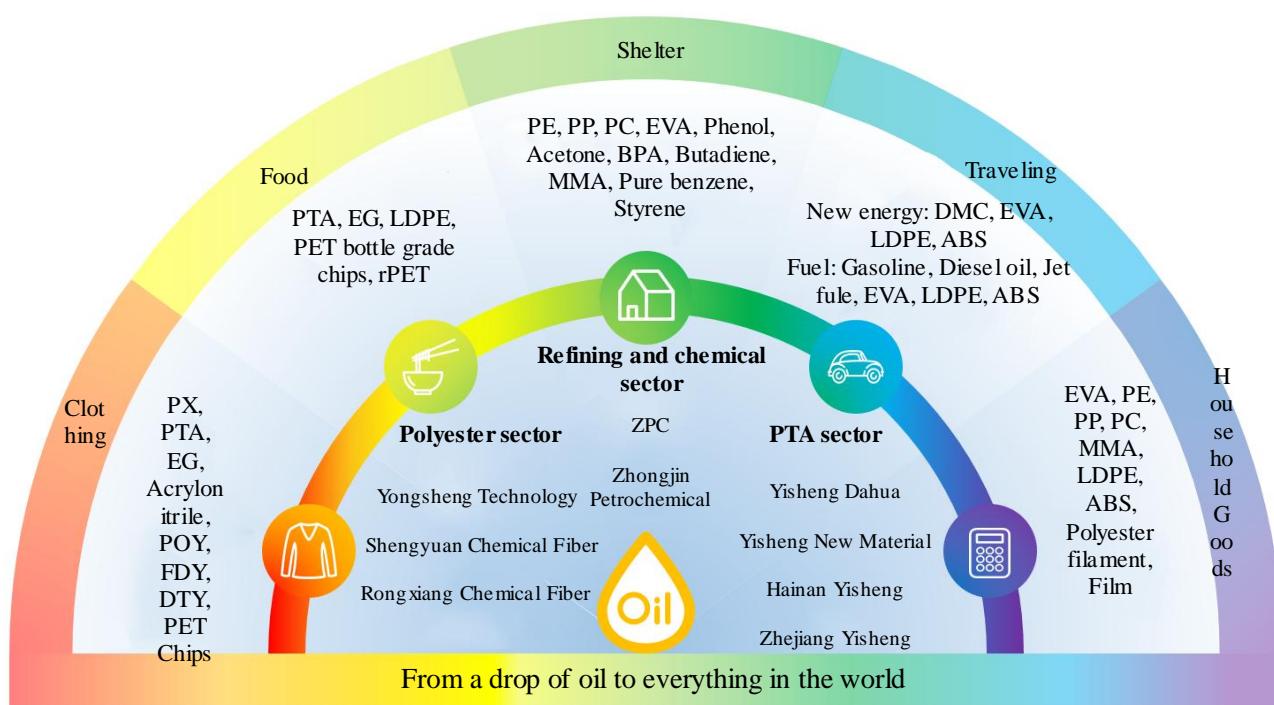 Shelter
Food
Traveling
Clot
hing
H
ou
se
ho
ld
G
oo
ds
PE, PP, PC, EVA, Phenol,
Acetone, BPA, Butadiene,
MMA, Pure benzene,
Styrene
PTA, EG, LDPE,
PET bottle grade
chips, rPET
New energy: DMC, EVA,
LDPE, ABS
Fuel: Gasoline, Diesel oil, Jet
fule, EVA, LDPE, ABS
PX,
PTA,
EG,
Acrylon
itrile,
POY,
FDY,
DTY,
PET
Chips
EVA, PE,
PP, PC,
MMA,
LDPE,
ABS,
Polyester
filament,
Film
Refining and chemical
sector
ZPC
Zhongjin
Petrochemical
Polyester sector
Yongsheng Technology
Shengyuan Chemical Fiber
Rongxiang Chemical Fiber
PTA sector
Yisheng Dahua
Yisheng New Material
Hainan Yisheng
Zhejiang Yisheng
Oil
From a drop of oil to everything in the world